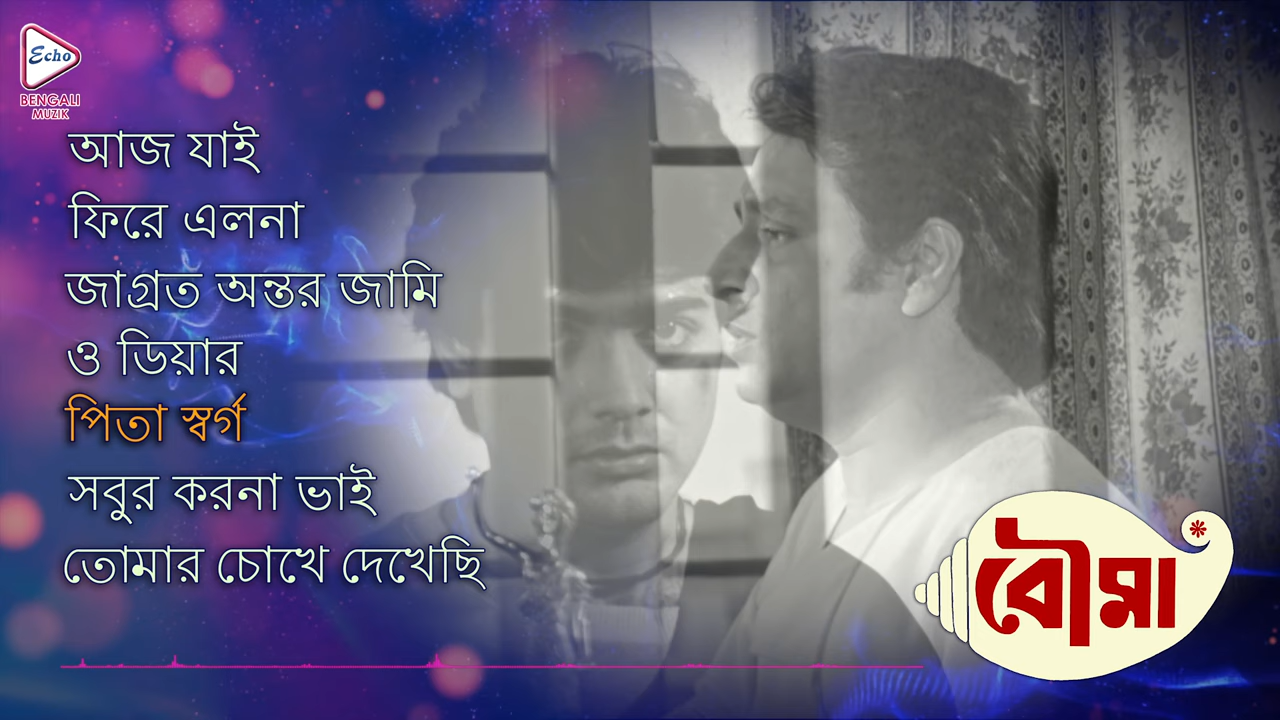 Echo
BENGALI
MUZIK
আজ যাই
ফিরে এলনা
জাগ্রত অন্তর জামি
ও ডিয়ার
পিতা স্বর্গ
সবুর করনা ভাই
তোমার চোখে দেখেছি
বৌমা